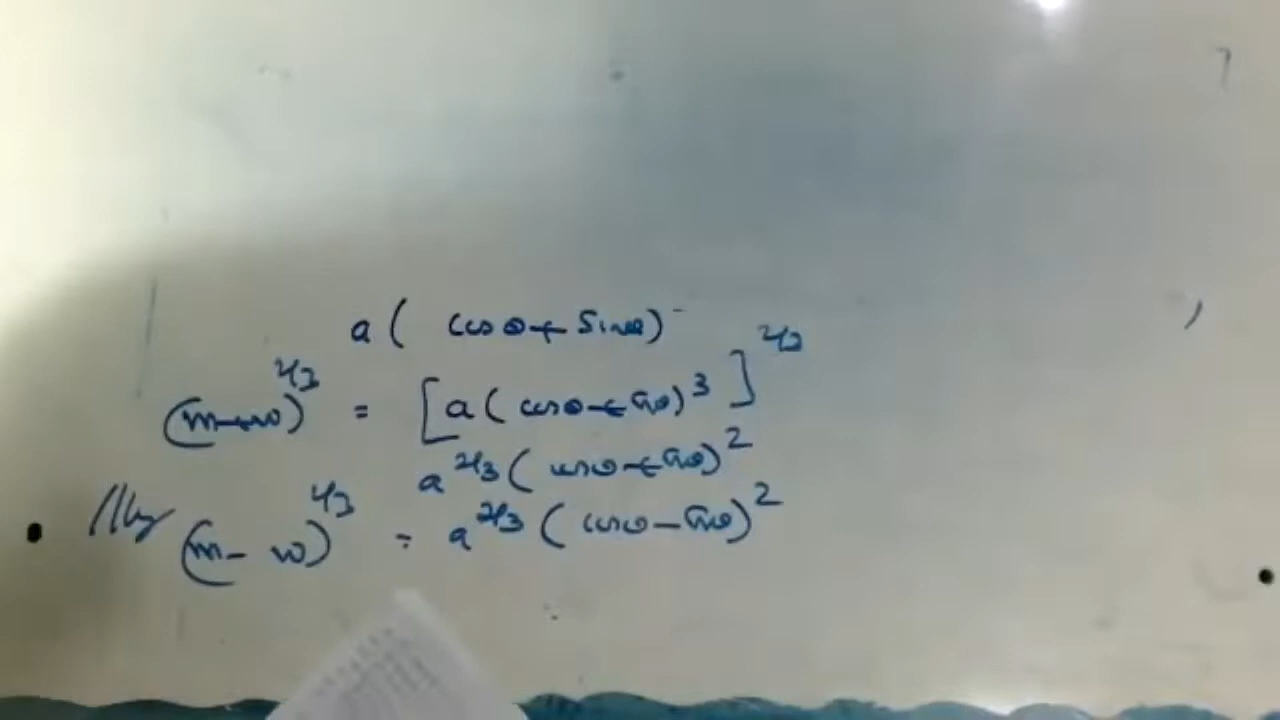 a ( cos θ + Sin θ )
(m+n)^2/3 = [ a ( cos θ + sin θ )^3 ]^2/3
a^2/3 ( cos θ + sin θ )^2
|||ly (m - n)^2/3 = a^2/3 ( cos θ - sin θ )^2